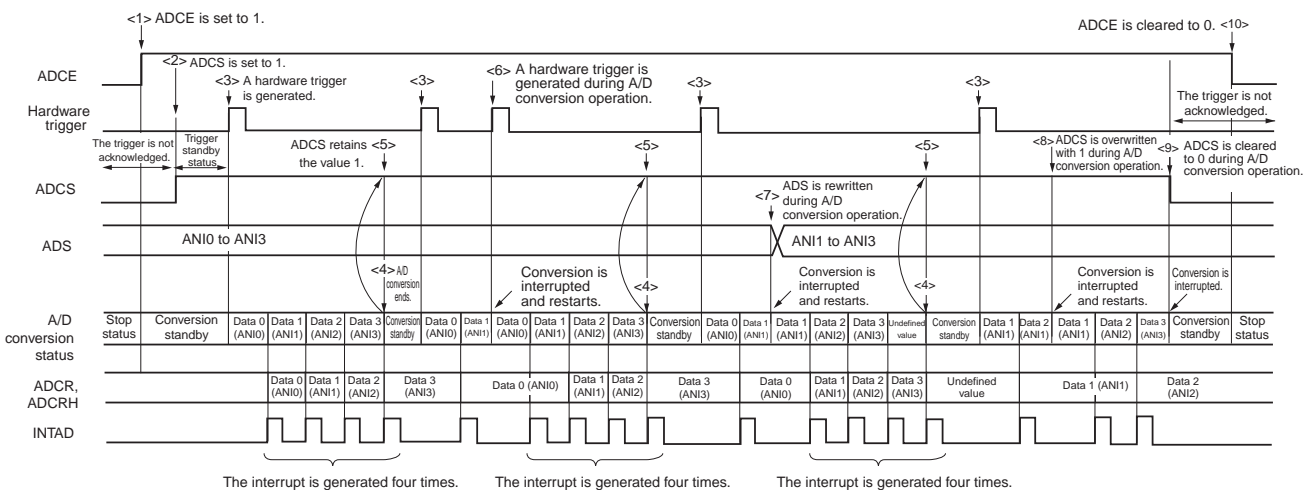 <1> ADCE is set to 1.
ADCE is cleared to 0. <10>
<2> ADCS is set to 1.
ADCE
<3> A hardware trigger
is generated.
<3>
<6> A hardware trigger is
generated during A/D
conversion operation.
<3>
<3>
The trigger is not
acknowledged.
Hardware
trigger
The trigger is not
acknowledged.
Trigger
standby
status
ADCS retains <5>
the value 1.
<5>
<5>
<8> ADCS is overwritten
with 1 during A/D
conversion operation.
<9> ADCS is cleared
to 0 during A/D
conversion operation.
ADCS
<7> ADS is rewritten
during A/D
conversion operation.
ADS
ANI0 to ANI3
ANI1 to ANI3
<4> A/D
conversion
ends.
Conversion is
interrupted
and restarts.
<4>
Conversion is
interrupted
and restarts.
<4>
Conversion is
interrupted
and restarts.
Conversion is
interrupted.
A/D
conversion
status
Stop
status
Conversion
standby
Data 0
(ANI0)
Data 1
(ANI1)
Data 2
(ANI2)
Data 3
(ANI3)
Conversion
standby
Data 0
(ANI0)
Data 1
(ANI1)
Data 0
(ANI0)
Data 1
(ANI1)
Data 2
(ANI2)
Data 3
(ANI3)
Conversion
standby
Data 0
(ANI0)
Data 1
(ANI1)
Data 1
(ANI1)
Data 2
(ANI2)
Data 3
(ANI3)
Undefined
value
Conversion
standby
Data 1
(ANI1)
Data 2
(ANI1)
Data 1
(ANI1)
Data 2
(ANI2)
Data 3
(ANI3)
Conversion
standby
Stop
status
ADCR,
ADCRH
Data 0
(ANI0)
Data 1
(ANI1)
Data 2
(ANI2)
Data 3
(ANI3)
Data 0 (ANI0)
Data 1
(ANI1)
Data 2
(ANI2)
Data 3
(ANI3)
Data 0
(ANI0)
Data 1
(ANI1)
Data 2
(ANI2)
Data 3
(ANI3)
Undefined
value
Data 1 (ANI1)
Data 2
(ANI2)
INTAD
The interrupt is generated four times.
The interrupt is generated four times.
The interrupt is generated four times.